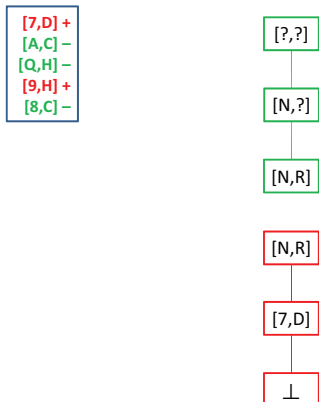 [7,D] +
[A,C] –
[Q,H] –
[9,H] +
[8,C] –
[?,?]
[N,?]
[N,R]
[N,R]
[7,D]
⊥